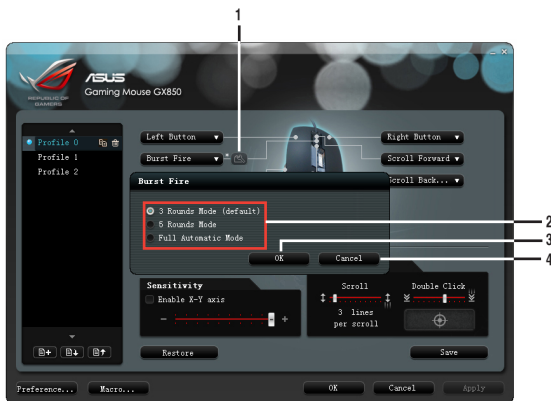 1
REPUBLIC OF
GAMERS
ASUS
Gaming Mouse GX850
Profile 0
Profile 1
Profile 2
Left Button
Right Button
Burst Fire
Scroll Forward
Scroll Back...
Burst Fire
3 Rounds Mode (default)
5 Rounds Mode
Full Automatic Mode
2
3
OK
Cancel
4
Sensitivity
Enable X-Y axis
- +
Scroll
Double Click
3 lines
per scroll
Restore
Save
Preference...
Macro...
OK
Cancel
Apply